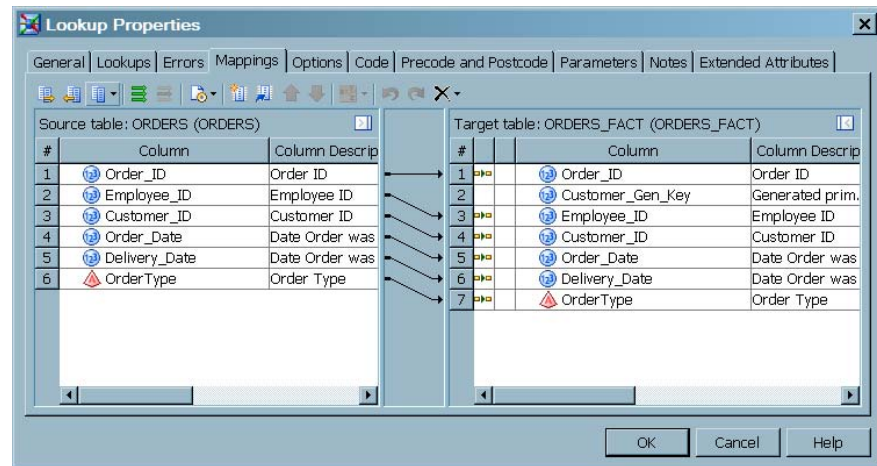 Lookup Properties
General Lookups Errors Mappings Options Code Precode and Postcode Parameters Notes Extended Attributes
Source table: ORDERS (ORDERS)
# Column Column Descrip
1 Order_ID Order ID
2 Employee_ID Employee ID
3 Customer_ID Customer ID
4 Order_Date Date Order was
5 Delivery_Date Date Order was
6 OrderType Order Type
Target table: ORDERS_FACT (ORDERS_FACT)
# Column Column Descrip
1 Order_ID Order ID
2 Customer_Gen_Key Generated prim.
3 Employee_ID Employee ID
4 Customer_ID Customer ID
5 Order_Date Date Order was
6 Delivery_Date Date Order was
7 OrderType Order Type
OK Cancel Help